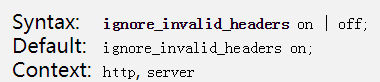 Syntax: ignore_invalid_headers on | off;
Default: ignore_invalid_headers on;
Context: http, server